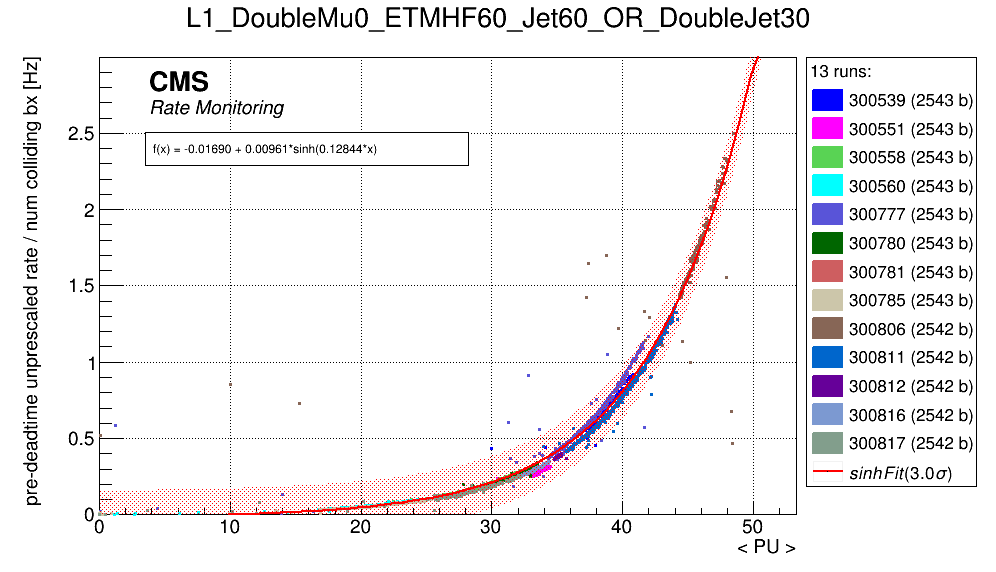 L1_DoubleMu0_ETMHF60_Jet60_OR_DoubleJet30
pre-deadtime unprescaled rate / num colliding bx [Hz]
CMS
Rate Monitoring
f(x) = -0.01690 + 0.00961*sinh(0.12844*x)
2.5
2
1.5
1
0.5
0
0 10 20 30 40 50
< PU >
13 runs:
300539 (2543 b)
300551 (2543 b)
300558 (2543 b)
300560 (2543 b)
300777 (2543 b)
300780 (2543 b)
300781 (2543 b)
300785 (2543 b)
300806 (2542 b)
300811 (2542 b)
300812 (2542 b)
300816 (2542 b)
300817 (2542 b)
sinhFit(3.0σ)